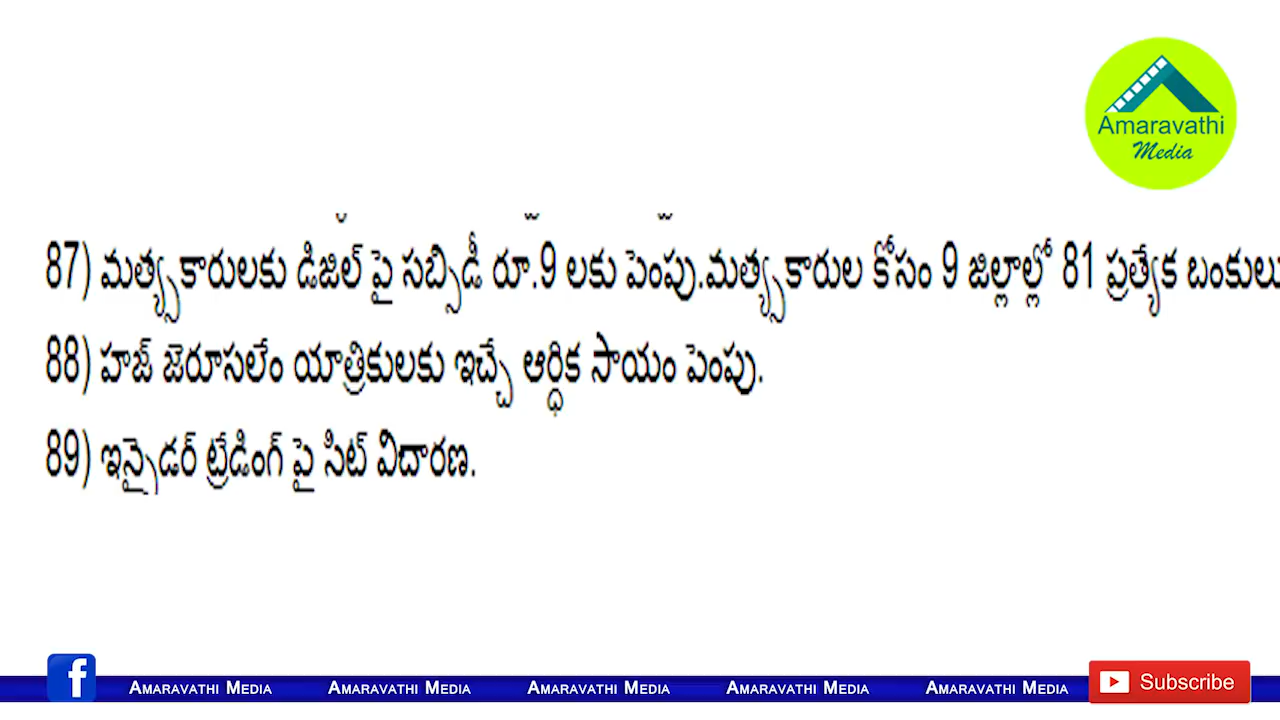 Amaravathi
Media
87) మత్స్యకారులకు డిజిల్ పై సబ్సిడీ రూ.9 లకు పెంపు.మత్స్యకారుల కోసం 9 జిల్లాల్లో 81 ప్రత్యేక బంకులు
88) హజ్ జెరూసలేం యాత్రికులకు ఇచ్చే ఆర్ధిక సాయం పెంపు.
89) ఇన్సైడర్ ట్రేడింగ్ పై సిట్ విదారణ.
f Amaravathi Media Amaravathi Media Amaravathi Media Amaravathi Media Amaravathi Media Subscribe